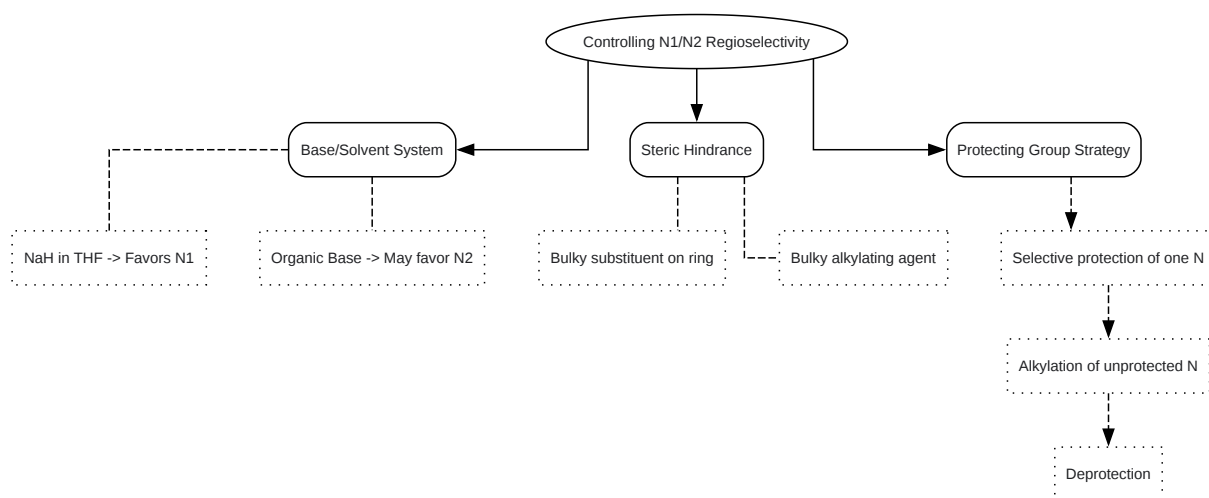 Controlling N1/N2 Regioselectivity
Base/Solvent System
Steric Hindrance
Protecting Group Strategy
NaH in THF -> Favors N1
Organic Base -> May favor N2
Bulky substituent on ring
Bulky alkylating agent
Selective protection of one N
Alkylation of unprotected N
Deprotection